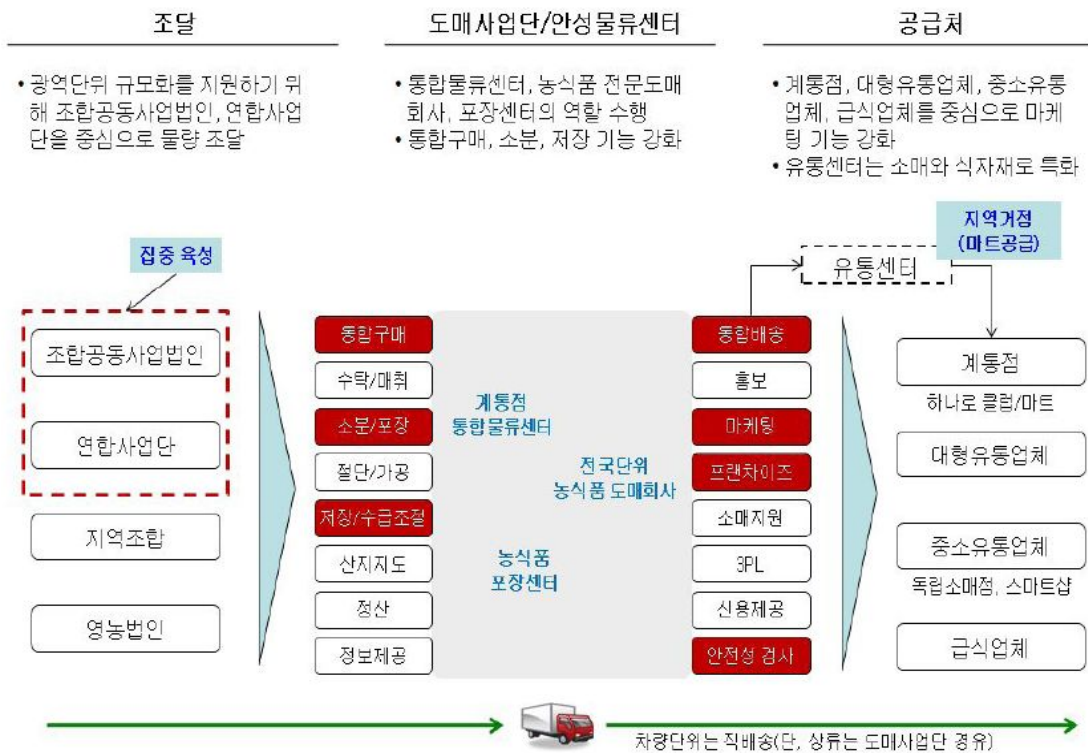 조달
도매사업단/안성물류센터
공급처
• 광역단위 규모화를 지원하기 위
해 조합공동사업법인, 연합사업
단을 중심으로 물량 조달
• 통합물류센터, 농식품 전문도매
회사, 포장센터의 역할 수행
• 통합구매, 소분, 저장 기능 강화
• 계통점, 대형유통업체, 중소유통
업체, 급식업체를 중심으로 마케
팅 기능 강화
• 유통센터는 소매와 식자재로 특화
집중 육성
지역거점
(마트공급)
유통센터
조합공동사업법인
연합사업단
지역조합
영농법인
통합구매
수탁/매취
소분/포장
절단/가공
저장/수급조절
산지지도
정산
정보제공
계통점
통합물류센터
전국단위
농식품 도매회사
농식품
포장센터
통합배송
홍보
마케팅
프랜차이즈
소매지원
3PL
신용제공
안전성 검사
계통점
하나로 클럽/마트
대형유통업체
중소유통업체
독립소매점, 스마트샵
급식업체
차량단위는 직배송(단, 상류는 도매사업단 경유)